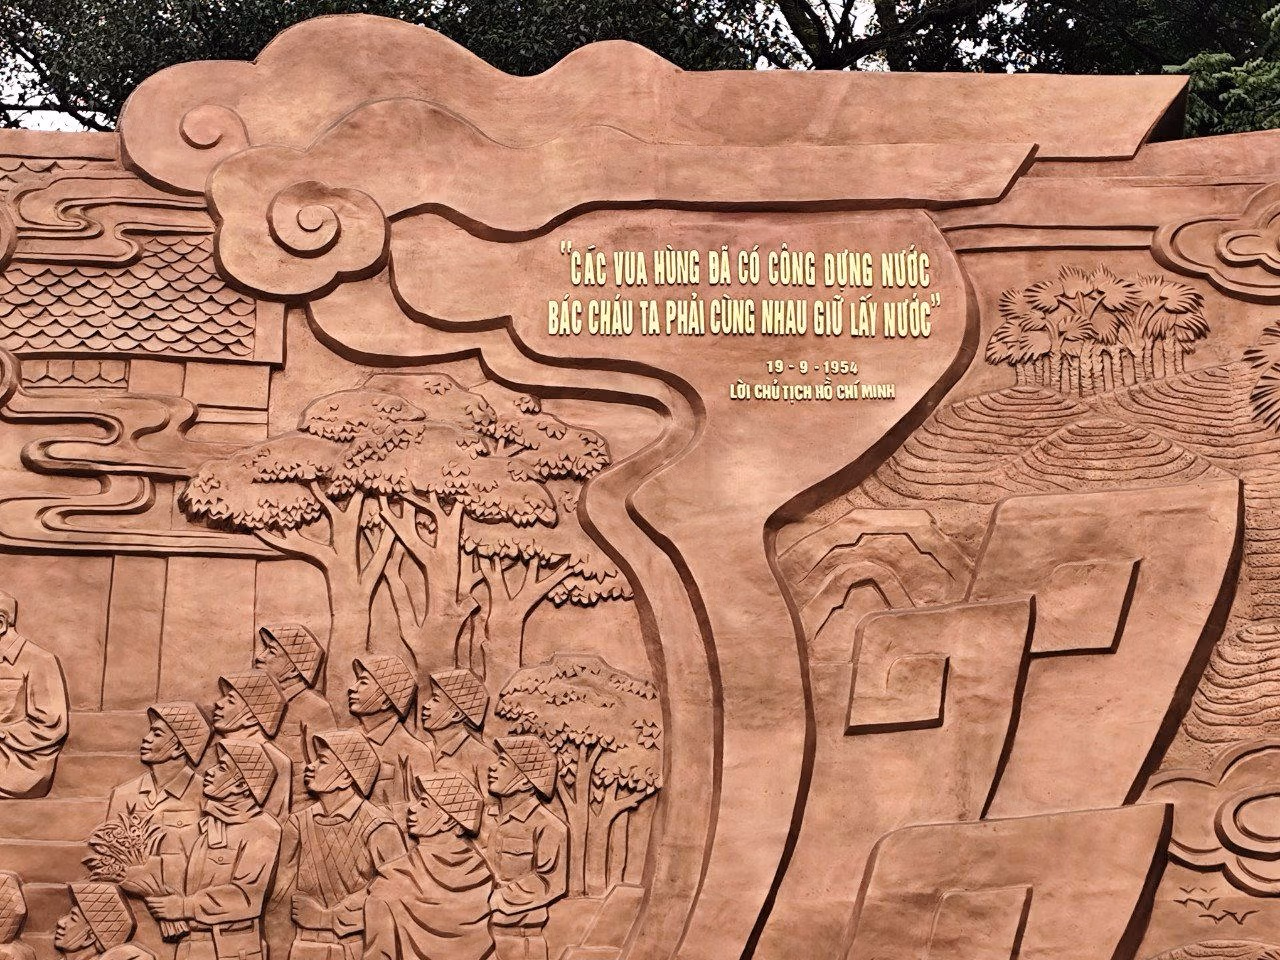 "CÁC VUA HÙNG ĐÃ CÓ CÔNG DỰNG NƯỚC
BÁC CHÁU TA PHẢI CÙNG NHAU GIỮ LẤY NƯỚC"
19 - 9 - 1954
LỜI CHỦ TỊCH HỒ CHÍ MINH